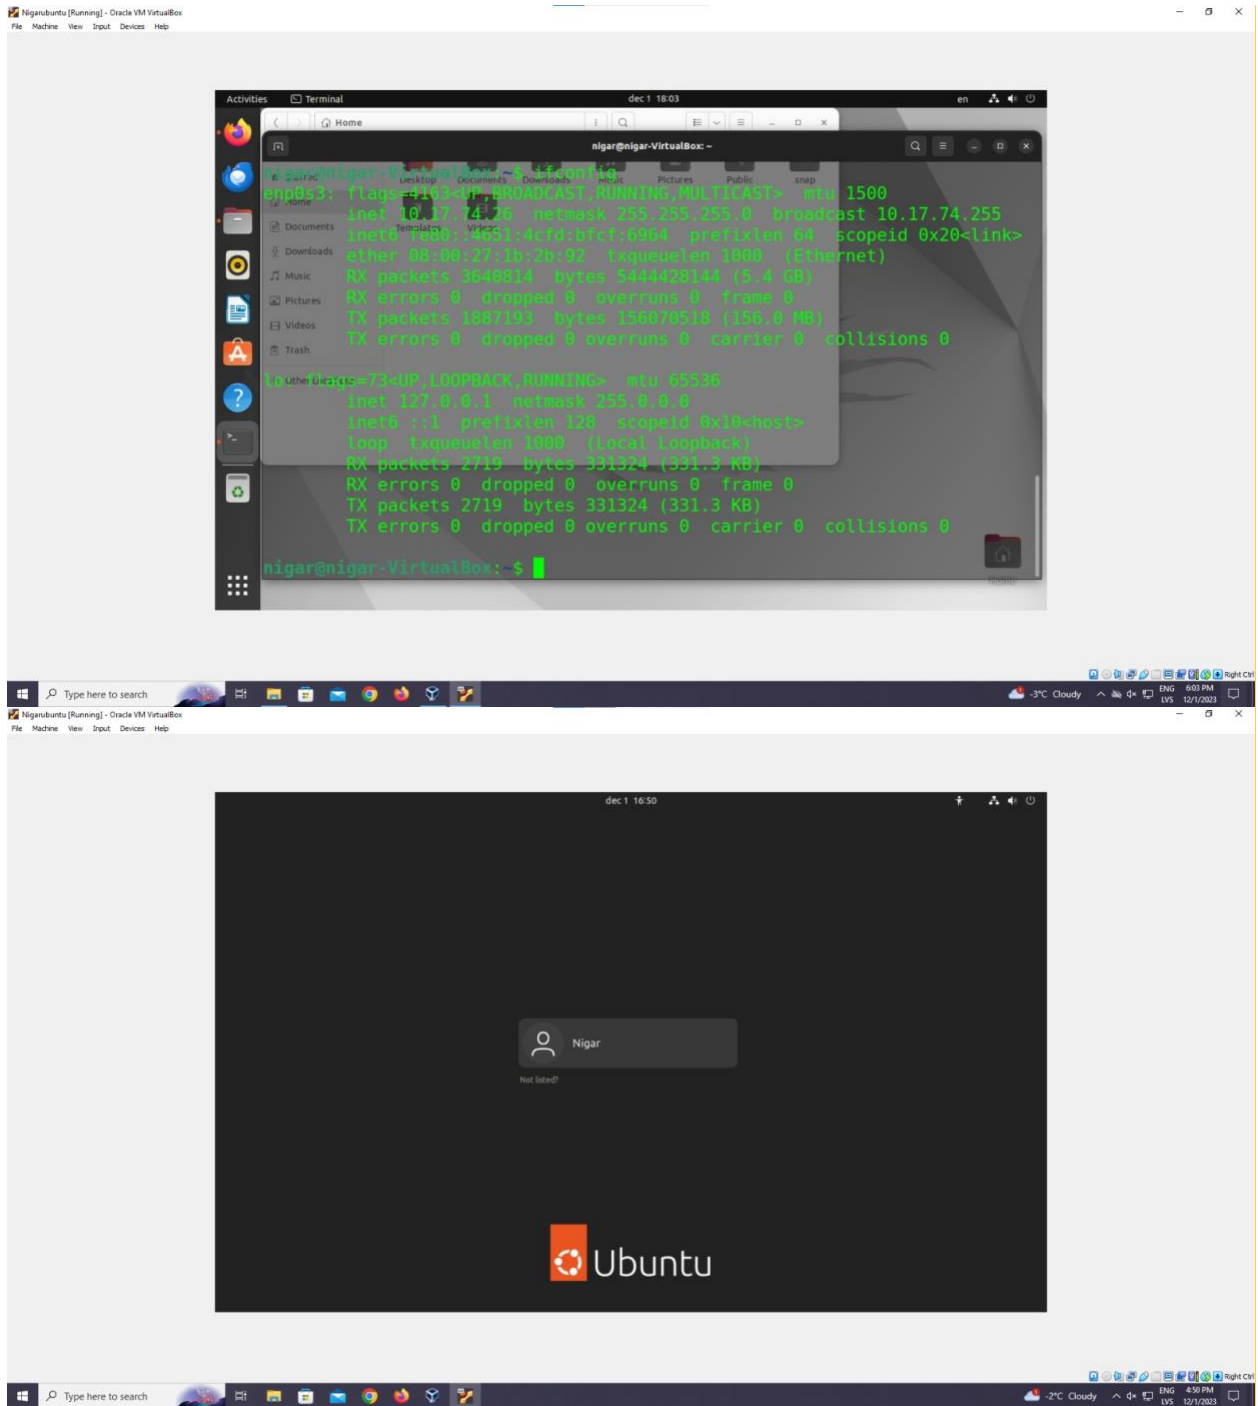 Nigarubuntu [Running] - Oracle VM VirtualBox
File Machine View Input Devices Help
Activities Terminal dec 1 18:03 en
Home
nigar@nigar-VirtualBox: ~
nigar@nigar-VirtualBox:~$ ifconfig
enp0s3: flags=4163<UP,BROADCAST,RUNNING,MULTICAST> mtu 1500
inet 10.17.74.26 netmask 255.255.255.0 broadcast 10.17.74.255
inet6 fe80::4651:4cfd:bfcf:6964 prefixlen 64 scopeid 0x20<link>
ether 08:00:27:1b:2b:92 txqueuelen 1000 (Ethernet)
RX packets 3640814 bytes 5444428144 (5.4 GB)
RX errors 0 dropped 0 overruns 0 frame 0
TX packets 1887193 bytes 156070518 (156.0 MB)
TX errors 0 dropped 0 overruns 0 carrier 0 collisions 0
lo: flags=73<UP,LOOPBACK,RUNNING> mtu 65536
inet 127.0.0.1 netmask 255.0.0.0
inet6 ::1 prefixlen 128 scopeid 0x10<host>
loop txqueuelen 1000 (Local Loopback)
RX packets 2719 bytes 331324 (331.3 KB)
RX errors 0 dropped 0 overruns 0 frame 0
TX packets 2719 bytes 331324 (331.3 KB)
TX errors 0 dropped 0 overruns 0 carrier 0 collisions 0
nigar@nigar-VirtualBox:~$
Desktop Documents Downloads Music Pictures Public snap
Templates Videos
Home
Documents
Downloads
Music
Pictures
Videos
Trash
Right Ctrl
Type here to search -3°C Cloudy ENG 6:03 PM
LVS 12/1/2023
Nigarubuntu [Running] - Oracle VM VirtualBox
File Machine View Input Devices Help
dec 1 16:50
Nigar
Not listed?
Ubuntu
Right Ctrl
Type here to search -2°C Cloudy ENG 4:50 PM
LVS 12/1/2023